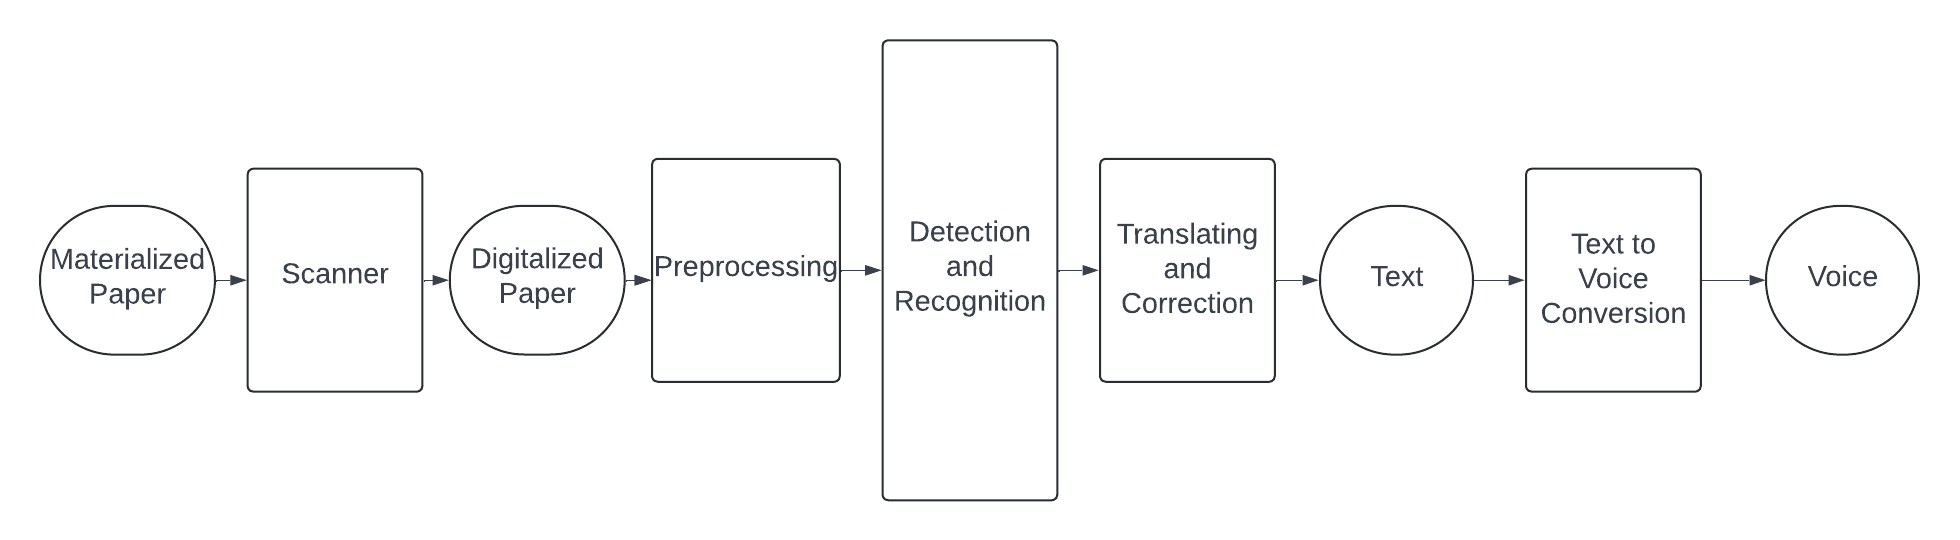 Materialized
Paper
Scanner
Digitalized
Paper
Preprocessing
Detection
and
Recognition
Translating
and
Correction
Text
Text to
Voice
Conversion
Voice